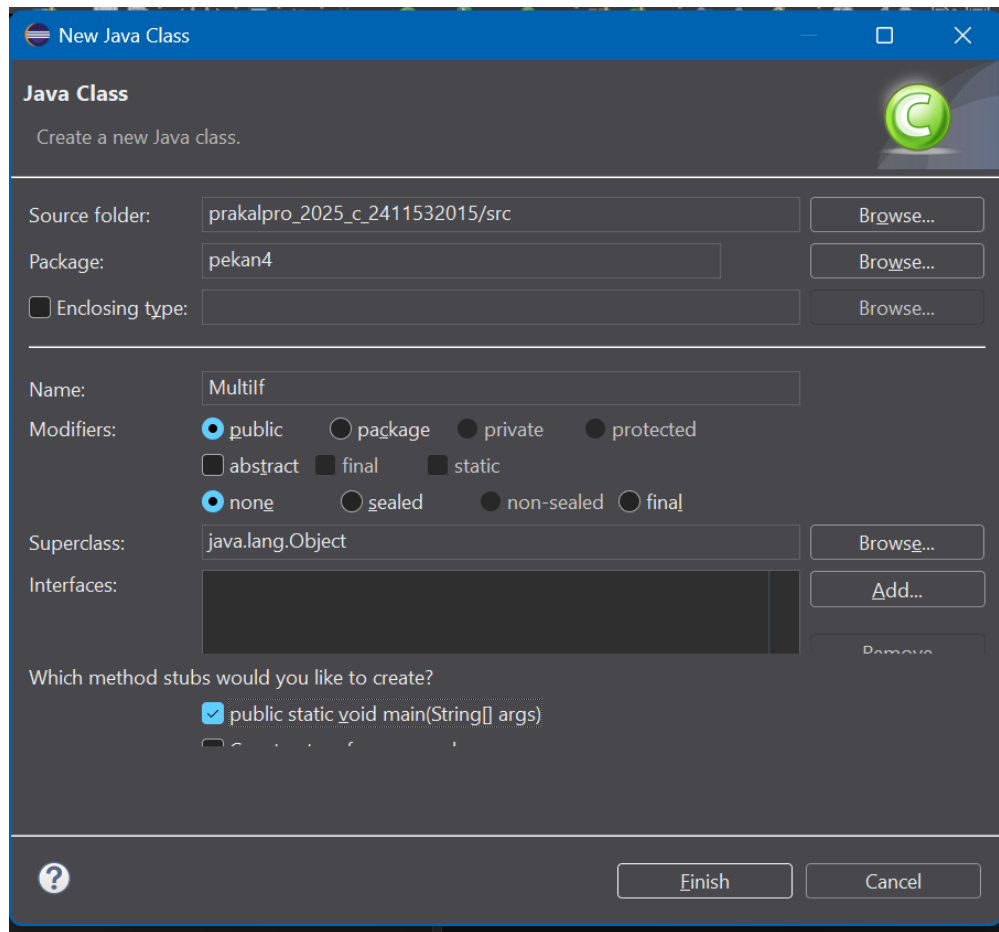 New Java Class
Java Class
Create a new Java class.
Source folder: prakalpro_2025_c_2411532015/src Browse...
Package: pekan4 Browse...
Enclosing type: Browse...
Name: MultiIf
Modifiers: public package private protected
abstract final static
none sealed non-sealed final
Superclass: java.lang.Object Browse...
Interfaces: Add...
Remove
Which method stubs would you like to create?
public static void main(String[] args)
? Finish Cancel